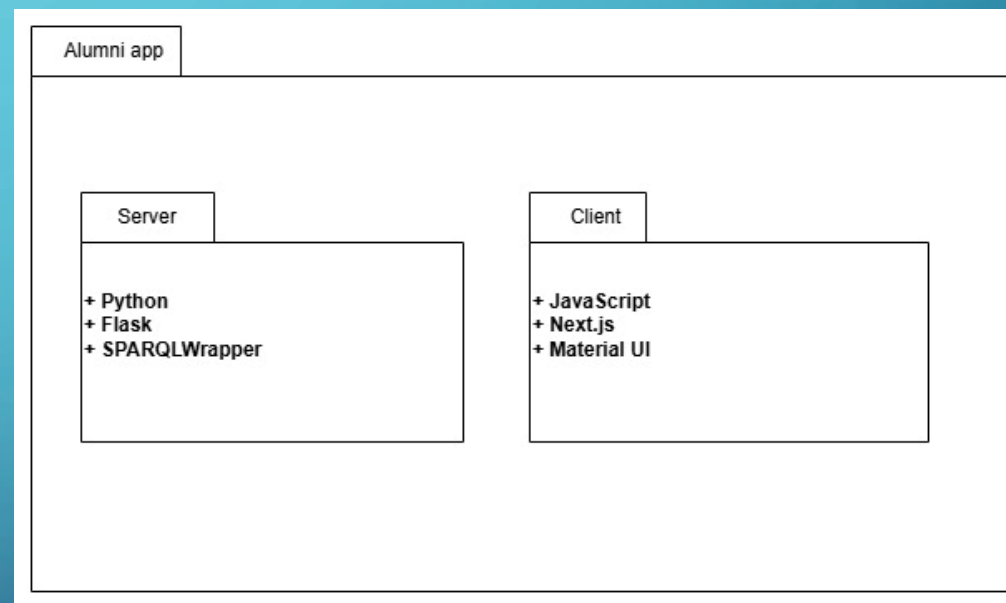 Alumni app
Server
+ Python
+ Flask
+ SPARQLWrapper
Client
+ JavaScript
+ Next.js
+ Material UI